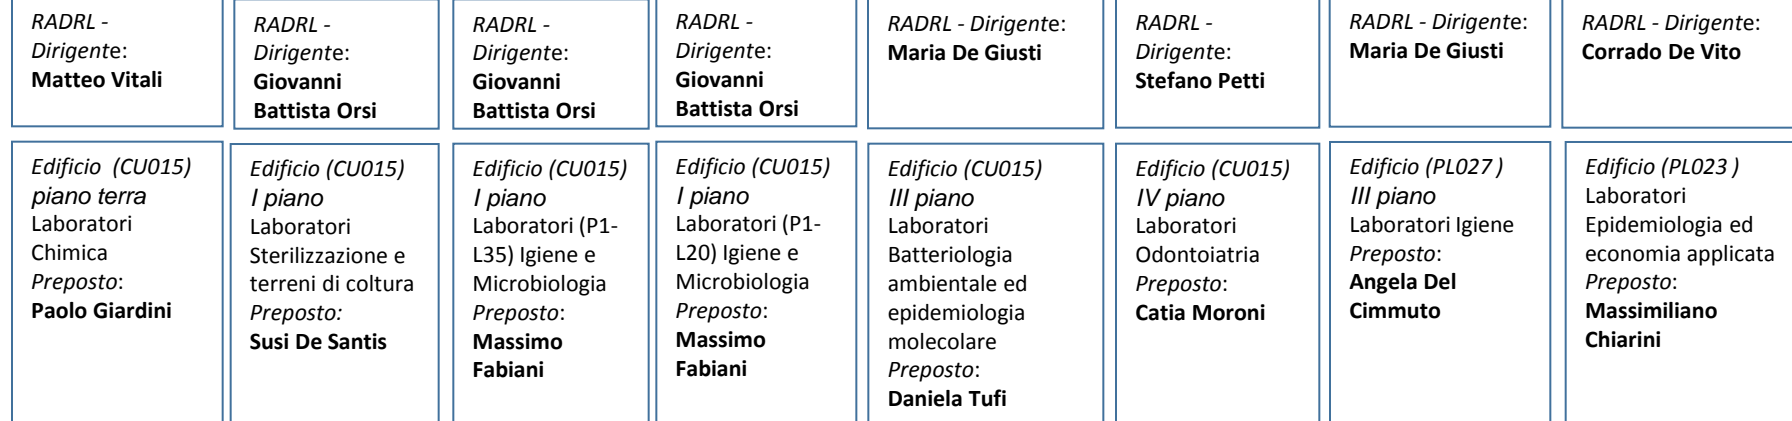 RADRL -
Dirigente:
Matteo Vitali
RADRL -
Dirigente:
Giovanni
Battista Orsi
RADRL -
Dirigente:
Giovanni
Battista Orsi
RADRL -
Dirigente:
Giovanni
Battista Orsi
RADRL - Dirigente:
Maria De Giusti
RADRL -
Dirigente:
Stefano Petti
RADRL - Dirigente:
Maria De Giusti
RADRL - Dirigente:
Corrado De Vito
Edificio (CU015)
piano terra
Laboratori
Chimica
Preposto:
Paolo Giardini
Edificio (CU015)
I piano
Laboratori
Sterilizzazione e
terreni di coltura
Preposto:
Susi De Santis
Edificio (CU015)
I piano
Laboratori (P1-
L35) Igiene e
Microbiologia
Preposto:
Massimo
Fabiani
Edificio (CU015)
I piano
Laboratori (P1-
L20) Igiene e
Microbiologia
Preposto:
Massimo
Fabiani
Edificio (CU015)
III piano
Laboratori
Batteriologia
ambientale ed
epidemiologia
molecolare
Preposto:
Daniela Tufi
Edificio (CU015)
IV piano
Laboratori
Odontoiatria
Preposto:
Catia Moroni
Edificio (PL027 )
III piano
Laboratori Igiene
Preposto:
Angela Del
Cimmuto
Edificio (PL023 )
Laboratori
Epidemiologia ed
economia applicata
Preposto:
Massimiliano
Chiarini